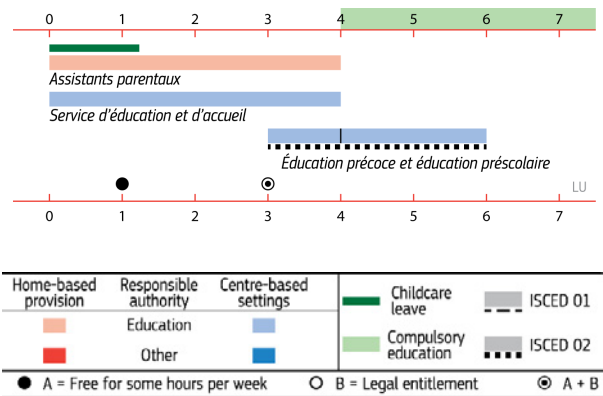 0 1 2 3 4 5 6 7
Assistants parentaux
Service d'éducation et d'accueil
Éducation précoce et éducation préscolaire
LU
0 1 2 3 4 5 6 7
Home-based provision
Responsible authority
Centre-based settings
Education
Other
Childcare leave
ISCED 01
Compulsory education
ISCED 02
A = Free for some hours per week
B = Legal entitlement
A + B